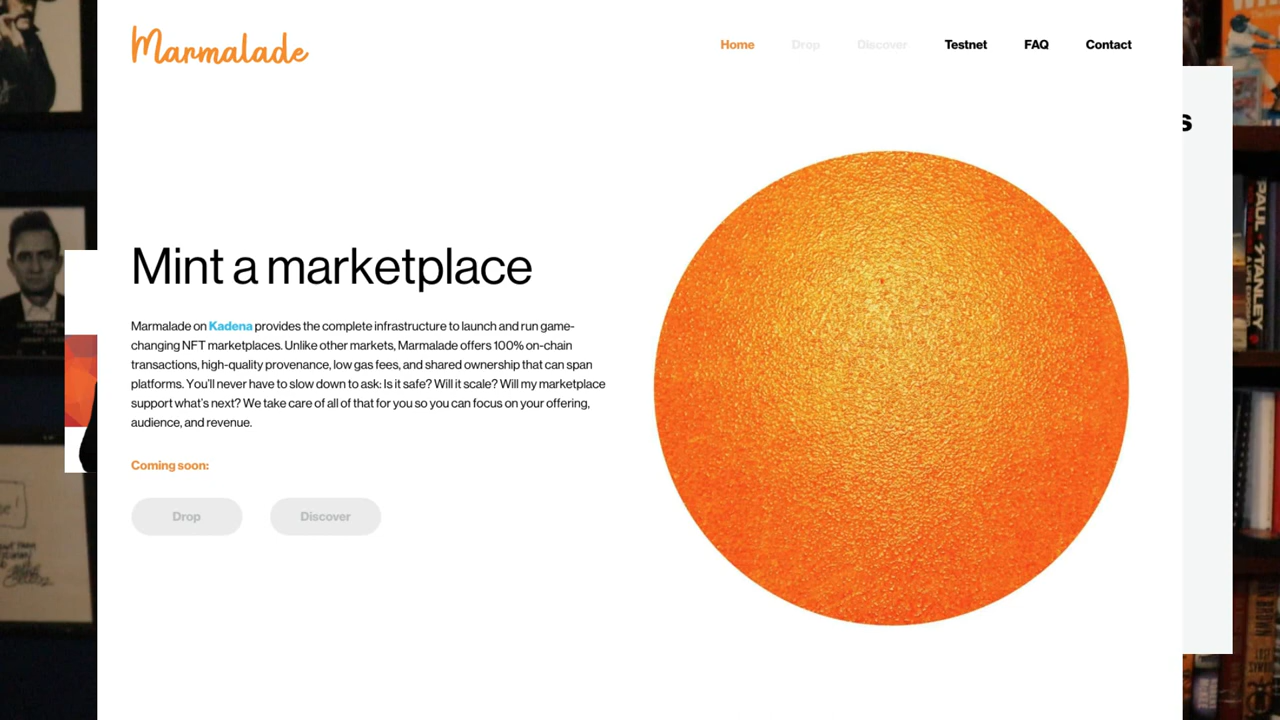 Marmalade
Home Drop Discover Testnet FAQ Contact
s
Mint a marketplace
Marmalade on Kadena provides the complete infrastructure to launch and run game-
changing NFT marketplaces. Unlike other markets, Marmalade offers 100% on-chain
transactions, high-quality provenance, low gas fees, and shared ownership that can span
platforms. You'll never have to slow down to ask: Is it safe? Will it scale? Will my marketplace
support what's next? We take care of all of that for you so you can focus on your offering,
audience, and revenue.
Coming soon:
Drop Discover
PAUL STANLEY